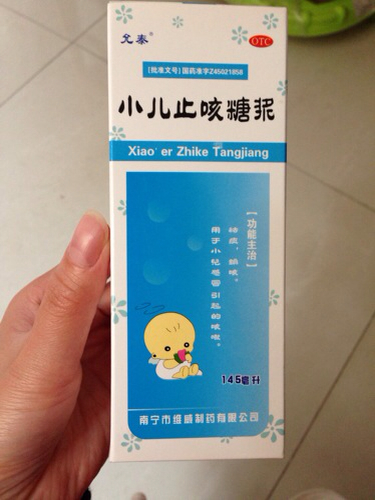 允泰®
OTC
[批准文号] 国药准字Z45021858
小儿止咳糖浆
Xiao' er Zhike Tangjiang
【功能主治】
祛痰,镇咳。
用于小儿感冒引起的咳嗽。
145毫升
南宁市维威制药有限公司